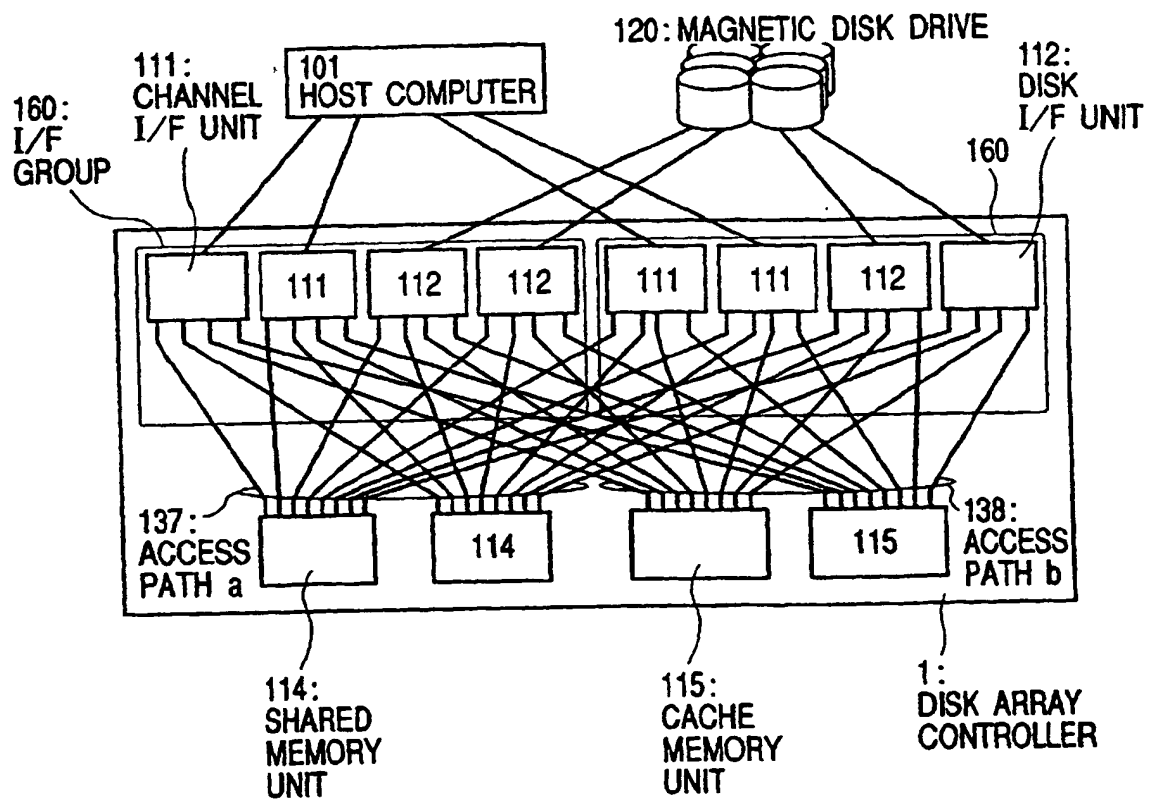 120: MAGNETIC DISK DRIVE
111:
CHANNEL
I/F UNIT
101
HOST COMPUTER
112:
DISK
I/F UNIT
160:
I/F
GROUP
160
111
112
112
111
111
112
137:
ACCESS
PATH a
114
115
138:
ACCESS
PATH b
114:
SHARED
MEMORY
UNIT
115:
CACHE
MEMORY
UNIT
1:
DISK ARRAY
CONTROLLER